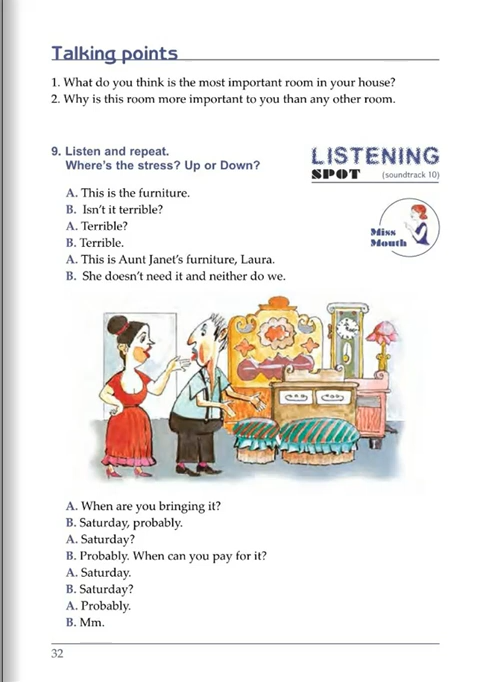 Talking points
1. What do you think is the most important room in your house?
2. Why is this room more important to you than any other room.
9. Listen and repeat.
Where's the stress? Up or Down?
LISTENING
SPOT (soundtrack 10)
Miss
Mouth
A. This is the furniture.
B. Isn't it terrible?
A. Terrible?
B. Terrible.
A. This is Aunt Janet's furniture, Laura.
B. She doesn't need it and neither do we.
A. When are you bringing it?
B. Saturday, probably.
A. Saturday?
B. Probably. When can you pay for it?
A. Saturday.
B. Saturday?
A. Probably.
B. Mm.
32